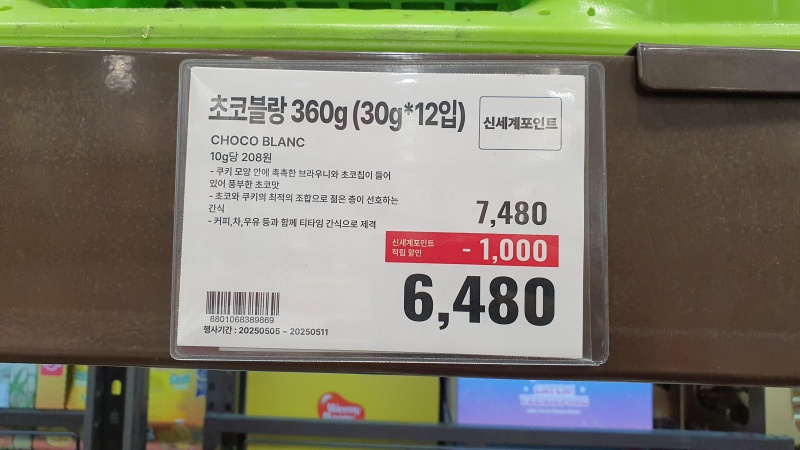 초코블랑 360g (30g*12입)
신세계포인트
CHOCO BLANC
10g당 208원
- 쿠키 모양 안에 촉촉한 브라우니와 초코칩이 들어
있어 풍부한 초코맛
- 초코와 쿠키의 최적의 조합으로 젊은 층이 선호하는
간식
- 커피,차,우유 등과 함께 티타임 간식으로 제격
7,480
신세계포인트
적립 할인
- 1,000
6,480
8801068389869
행사기간 : 20250505 ~ 20250511